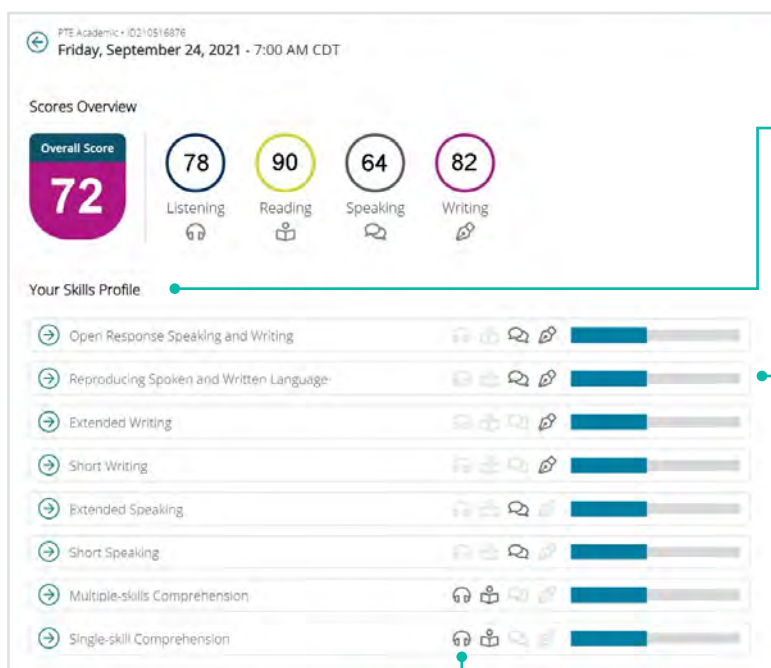 PTE Academic • ID210516876
Friday, September 24, 2021 - 7:00 AM CDT
Scores Overview
Overall Score
72
78
90
64
82
Listening
Reading
Speaking
Writing
Your Skills Profile
Open Response Speaking and Writing
Reproducing Spoken and Written Language
Extended Writing
Short Writing
Extended Speaking
Short Speaking
Multiple-skills Comprehension
Single-skill Comprehension